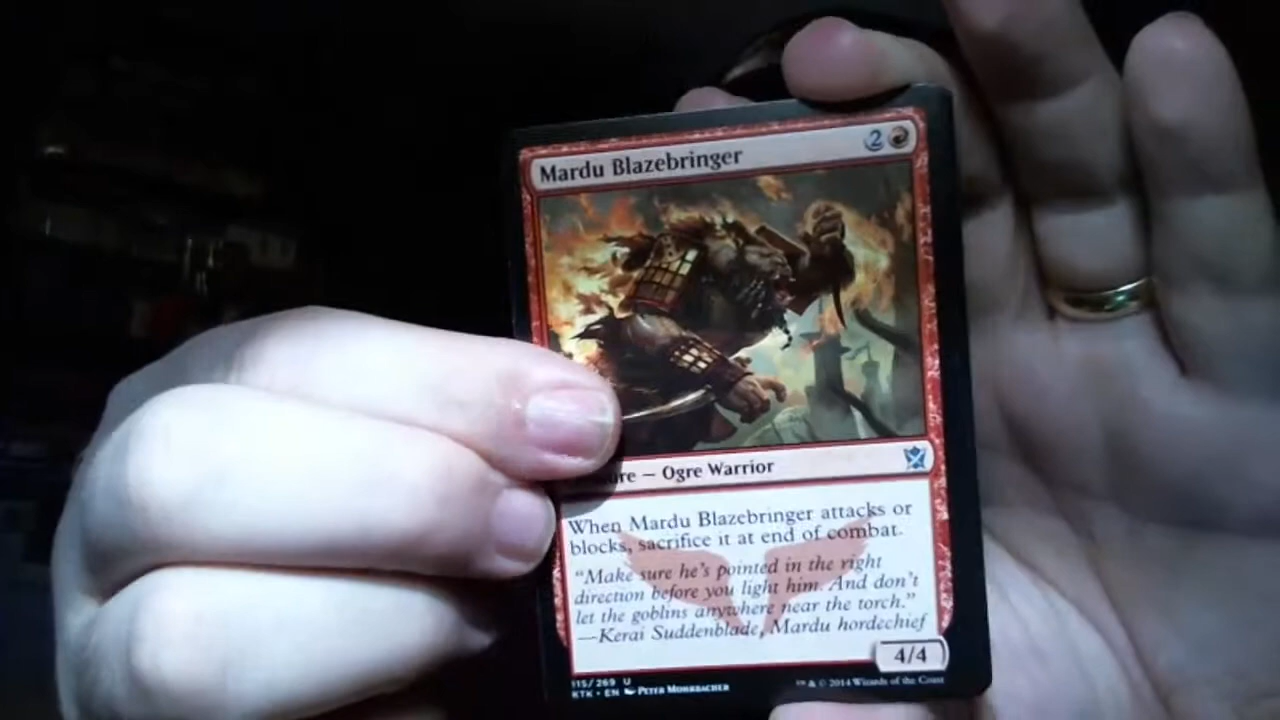 Mardu Blazebringer 2
ure — Ogre Warrior
When Mardu Blazebringer attacks or
blocks, sacrifice it at end of combat.
“Make sure he’s pointed in the right
direction before you light him. And don’t
let the goblins anywhere near the torch.”
—Kerai Suddenblade, Mardu hordechief
4/4
115/269 U
KTK • EN PETER MOHRBACHER ™ & © 2014 Wizards of the Coast